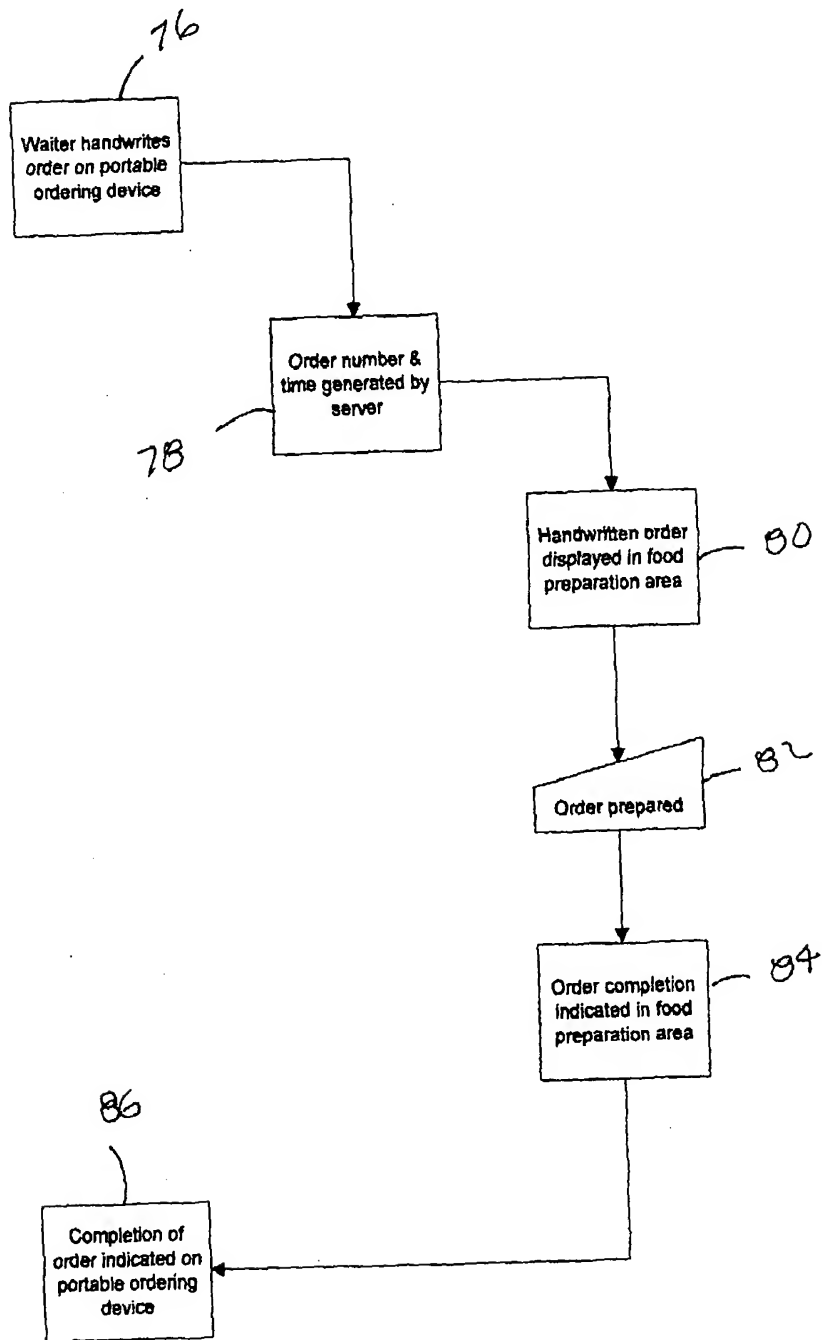 76
Waiter handwrites
order on portable
ordering device
Order number &
time generated by
server
78
Handwritten order
displayed in food
preparation area
80
82
Order prepared
Order completion
indicated in food
preparation area
84
86
Completion of
order indicated on
portable ordering
device